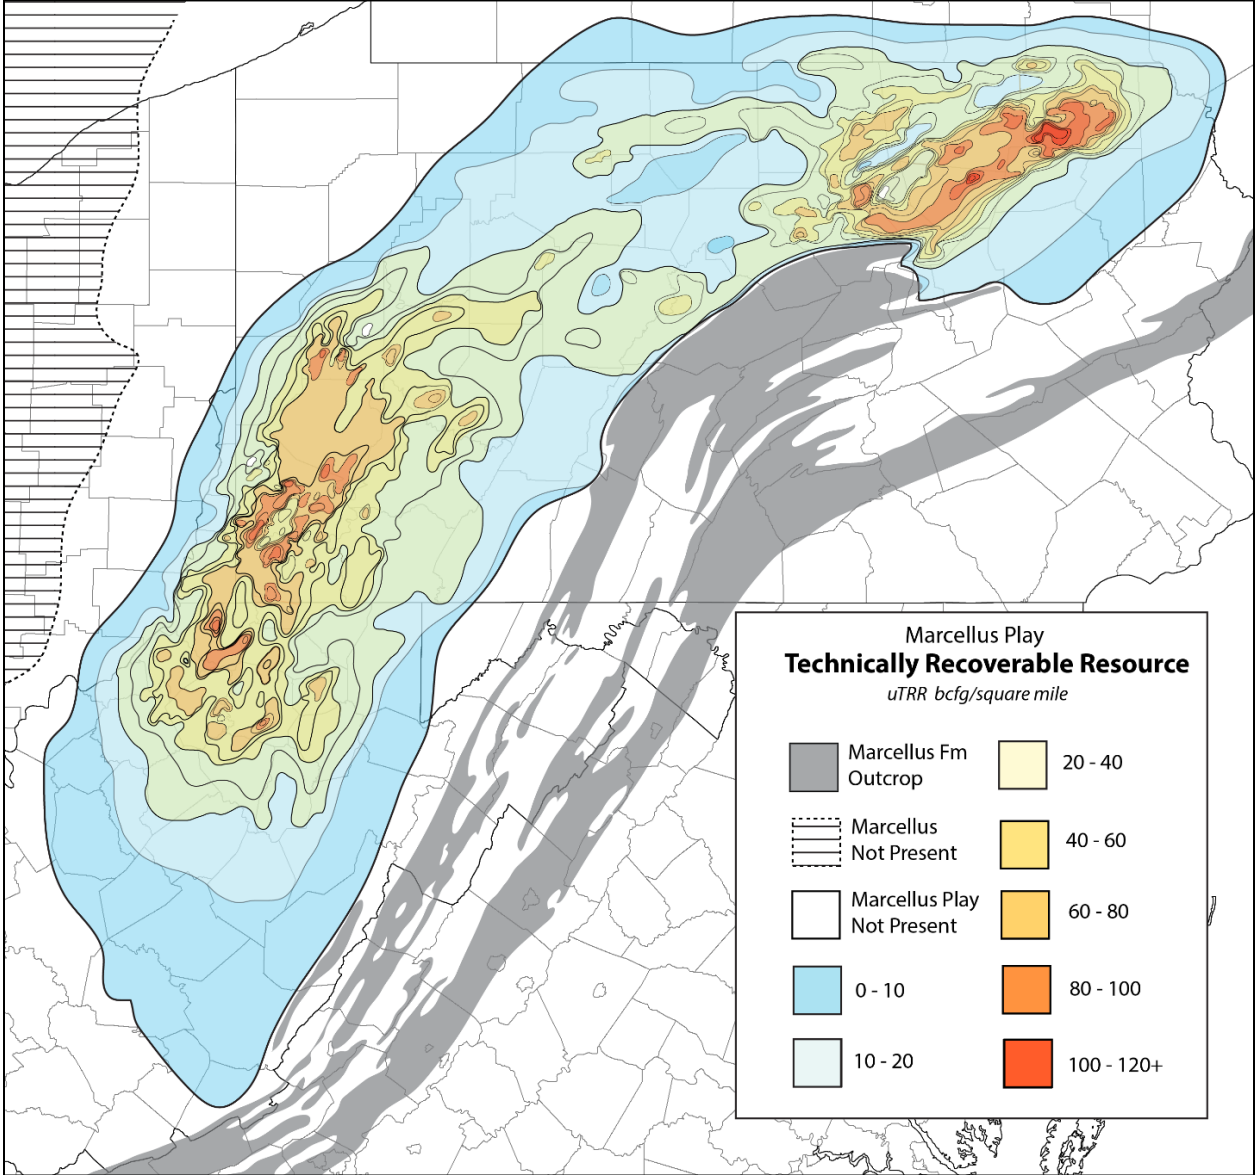 Marcellus Play
Technically Recoverable Resource
uTRR bcfg/square mile
Marcellus Fm
Outcrop
Marcellus
Not Present
Marcellus Play
Not Present
0 - 10
10 - 20
20 - 40
40 - 60
60 - 80
80 - 100
100 - 120+